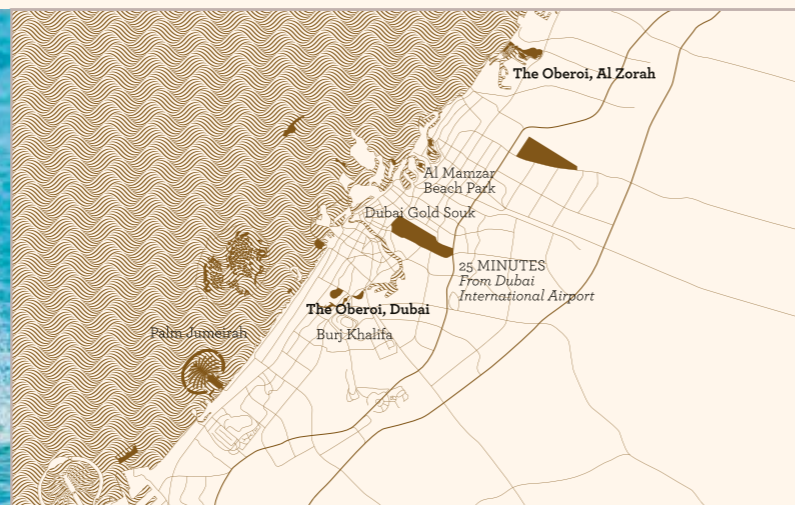 The Oberoi, Al Zorah
Al Mamzar
Beach Park
Dubai Gold Souk
25 MINUTES
From Dubai
International Airport
The Oberoi, Dubai
Palm Jumeirah
Burj Khalifa